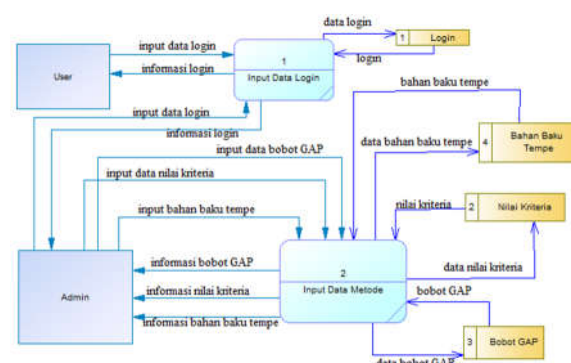 data login
1 Login
login
input data login
1
User
informasi login
Input Data Login
bahan baku tempe
input data login
informasi login
4 Bahan Baku
Tempe
input data bobot GAP
data bahan baku tempe
input data nilai kriteria
nilai kriteria
2 Nilai Kriteria
input bahan baku tempe
2
informasi bobot GAP
data nilai kriteria
Admin
Input Data Metode
bobot GAP
informasi nilai kriteria
informasi bahan baku tempe
3 Bobot GAP
data bobot GAP